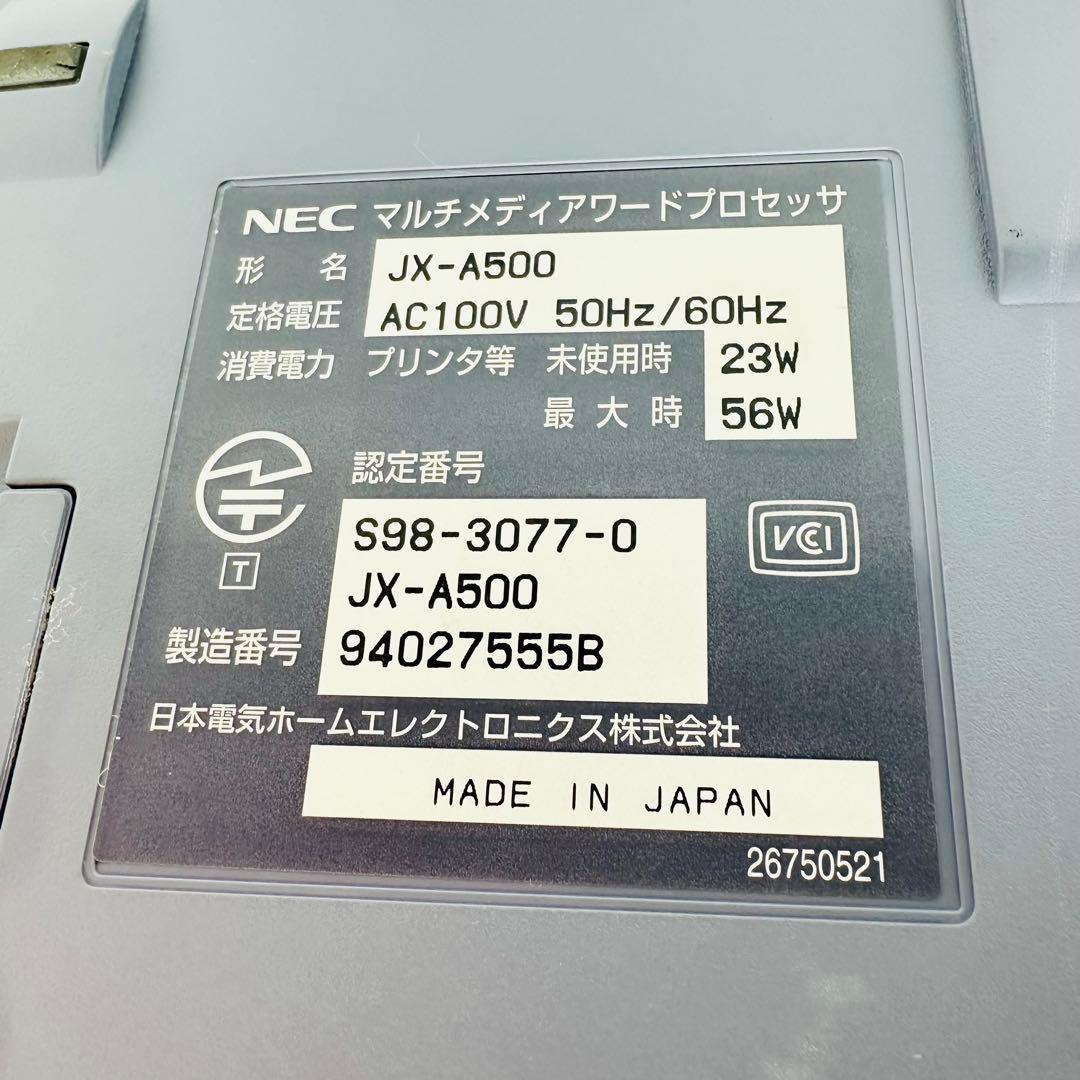 NEC マルチメディアワードプロセッサ
形 名 JX-A500
定格電圧 AC100V 50Hz/60Hz
消費電力 プリンタ等 未使用時 23W
最大時 56W
認定番号
S98-3077-0
T
VCCI
JX-A500
製造番号 94027555B
日本電気ホームエレクトロニクス株式会社
MADE IN JAPAN
26750521